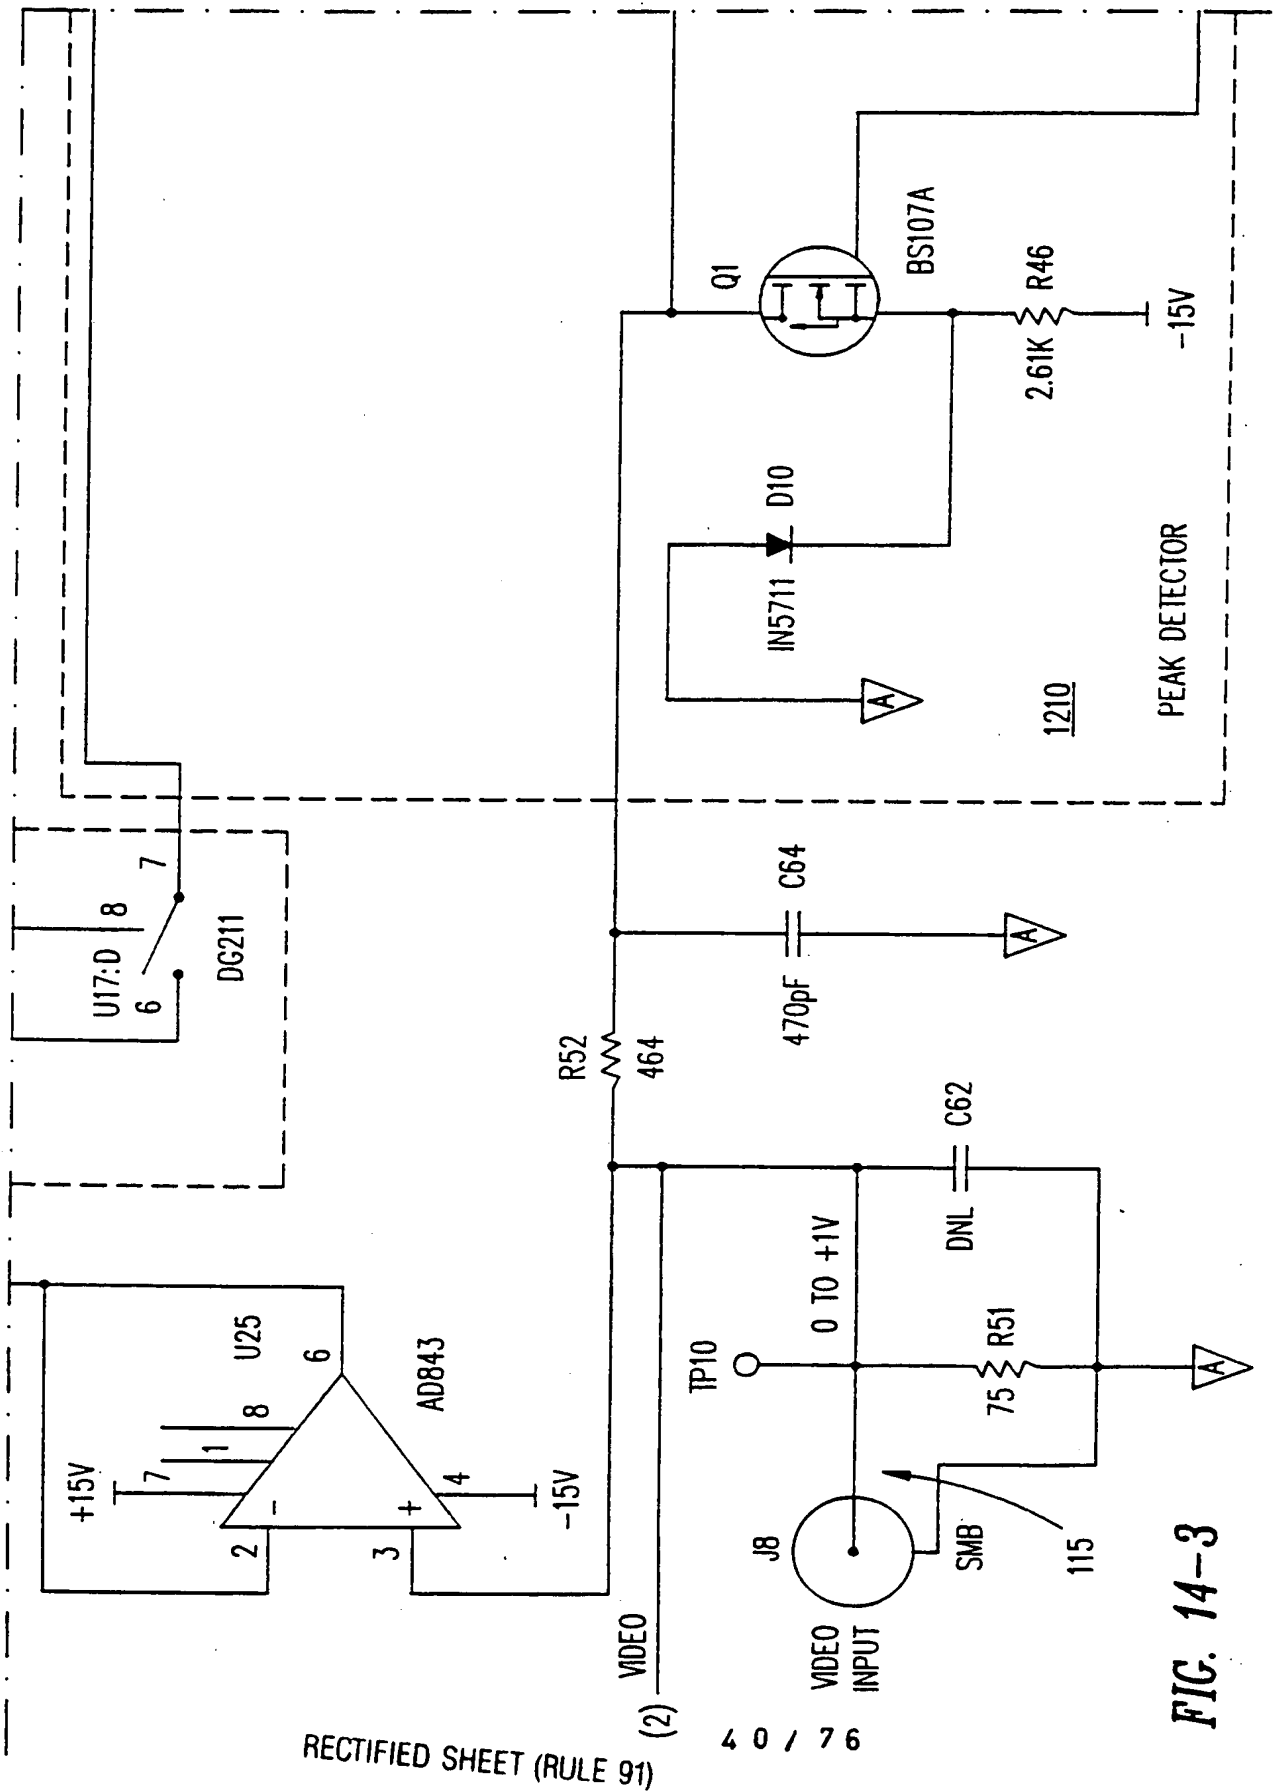 +15V
7
1
8
U25
2
-
6
3
+
4
AD843
-15V
U17:D
6
8
7
DG211
VIDEO
(2)
R52
464
470pF
C64
Q1
BS107A
IN5711
D10
2.61K
R46
-15V
A
A
1210
PEAK DETECTOR
TP10
0 TO +1V
J8
VIDEO
INPUT
SMB
75
R51
DNL
C62
115
A
FIG. 14-3
RECTIFIED SHEET (RULE 91)
40/76